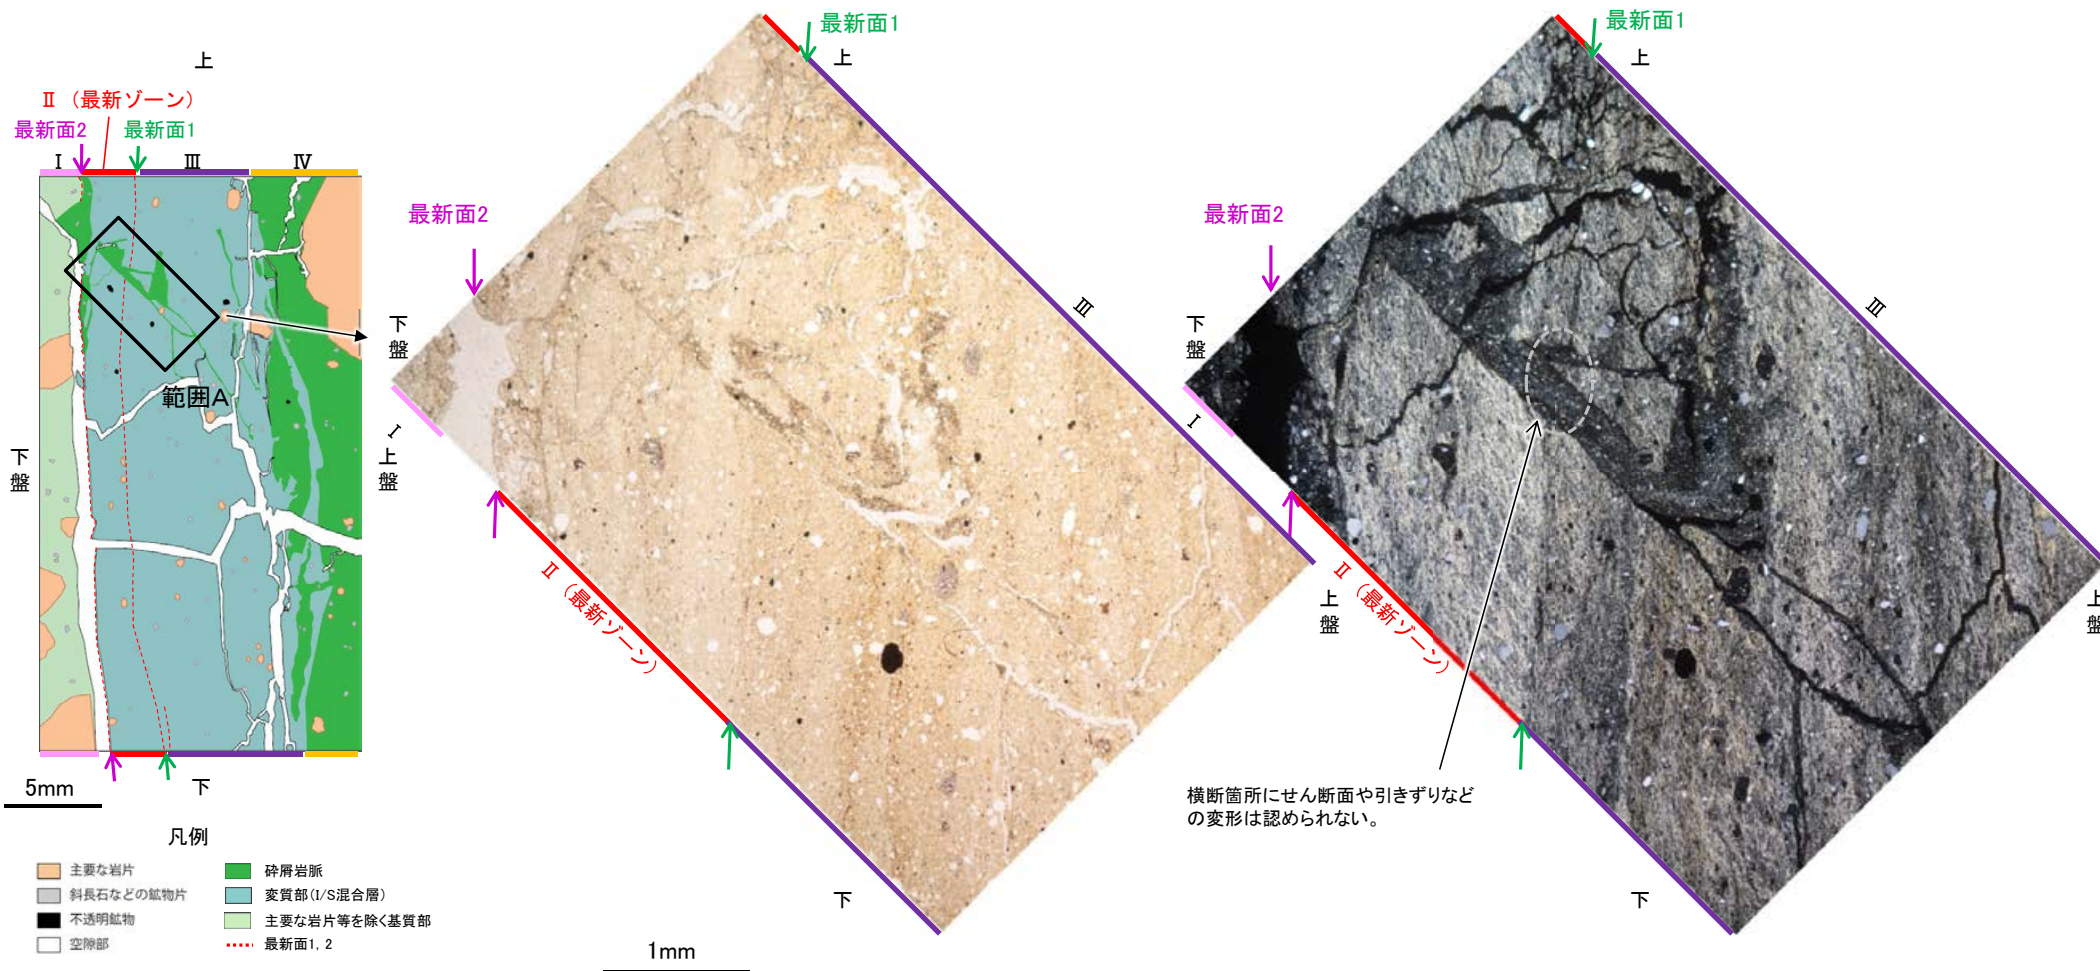 上
Ⅱ （最新ゾーン）
最新面2
最新面1
Ⅰ
Ⅲ
Ⅳ
下盤
範囲A
上盤
下
5mm
凡例
主要な岩片
斜長石などの鉱物片
不透明鉱物
空隙部
砕屑岩脈
変質部(I/S混合層)
主要な岩片等を除く基質部
最新面1, 2
最新面1
上
最新面2
下盤
Ⅰ
Ⅲ
Ⅱ （最新ゾーン）
上盤
下
1mm
最新面1
上
最新面2
下盤
Ⅰ
Ⅲ
Ⅱ （最新ゾーン）
上盤
横断箇所にせん断面や引きずりなど
の変形は認められない。
下